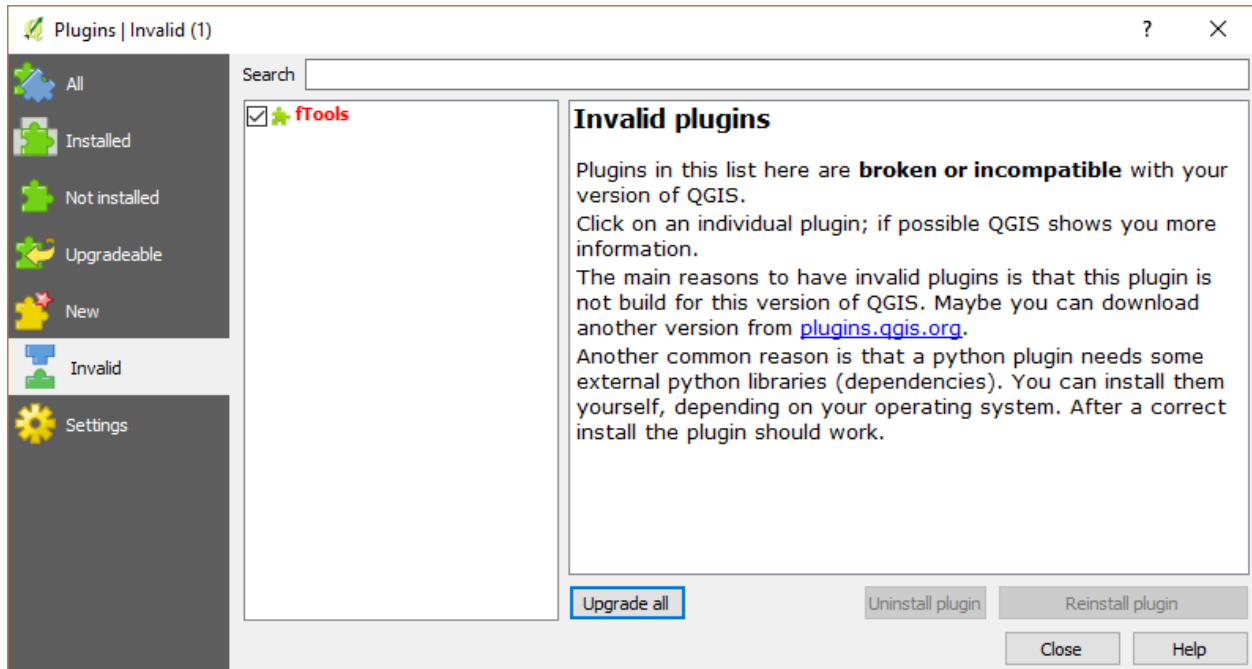 Plugins | Invalid (1)
?
All
Installed
Not installed
Upgradeable
New
Invalid
Settings
Search
fTools
Invalid plugins
Plugins in this list here are broken or incompatible with your
version of QGIS.
Click on an individual plugin; if possible QGIS shows you more
information.
The main reasons to have invalid plugins is that this plugin is
not build for this version of QGIS. Maybe you can download
another version from plugins.qgis.org.
Another common reason is that a python plugin needs some
external python libraries (dependencies). You can install them
yourself, depending on your operating system. After a correct
install the plugin should work.
Upgrade all
Uninstall plugin
Reinstall plugin
Close
Help